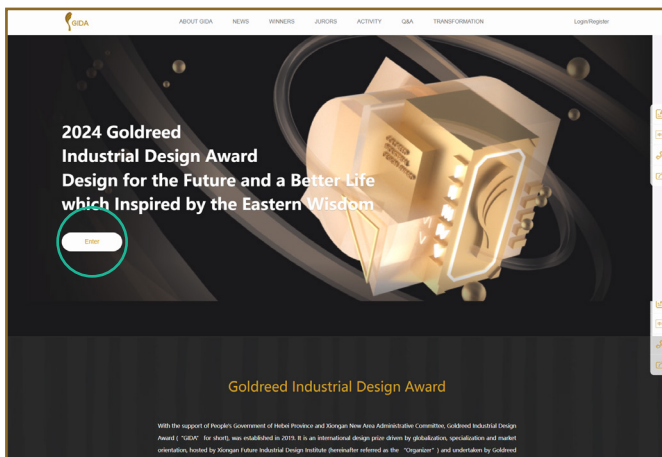 GIDA
ABOUT GIDA NEWS WINNERS JURORS ACTIVITY Q&A TRANSFORMATION Login/Register
2024 Goldreed
Industrial Design Award
Design for the Future and a Better Life
which Inspired by the Eastern Wisdom
Enter
Goldreed Industrial Design Award
With the support of People's Government of Hebei Province and Xiongan New Area Administrative Committee, Goldreed Industrial Design
Award ( "GIDA" for short), was established in 2019. It is an international design prize driven by globalization, specialization and market
orientation, hosted by Xiongan Future Industrial Design Institute (hereinafter referred as the "Organizer" ) and undertaken by Goldreed